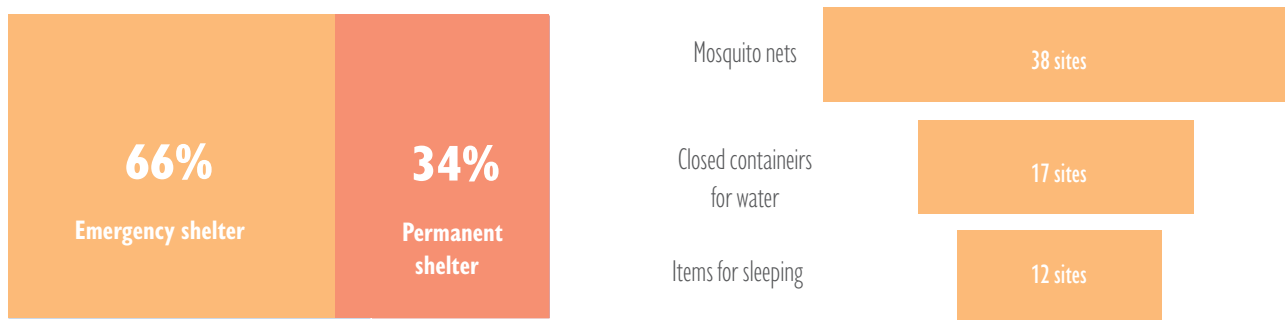 66%
Emergency shelter
34%
Permanent
shelter
Mosquito nets
38 sites
Closed containeirs
for water
17 sites
Items for sleeping
12 sites